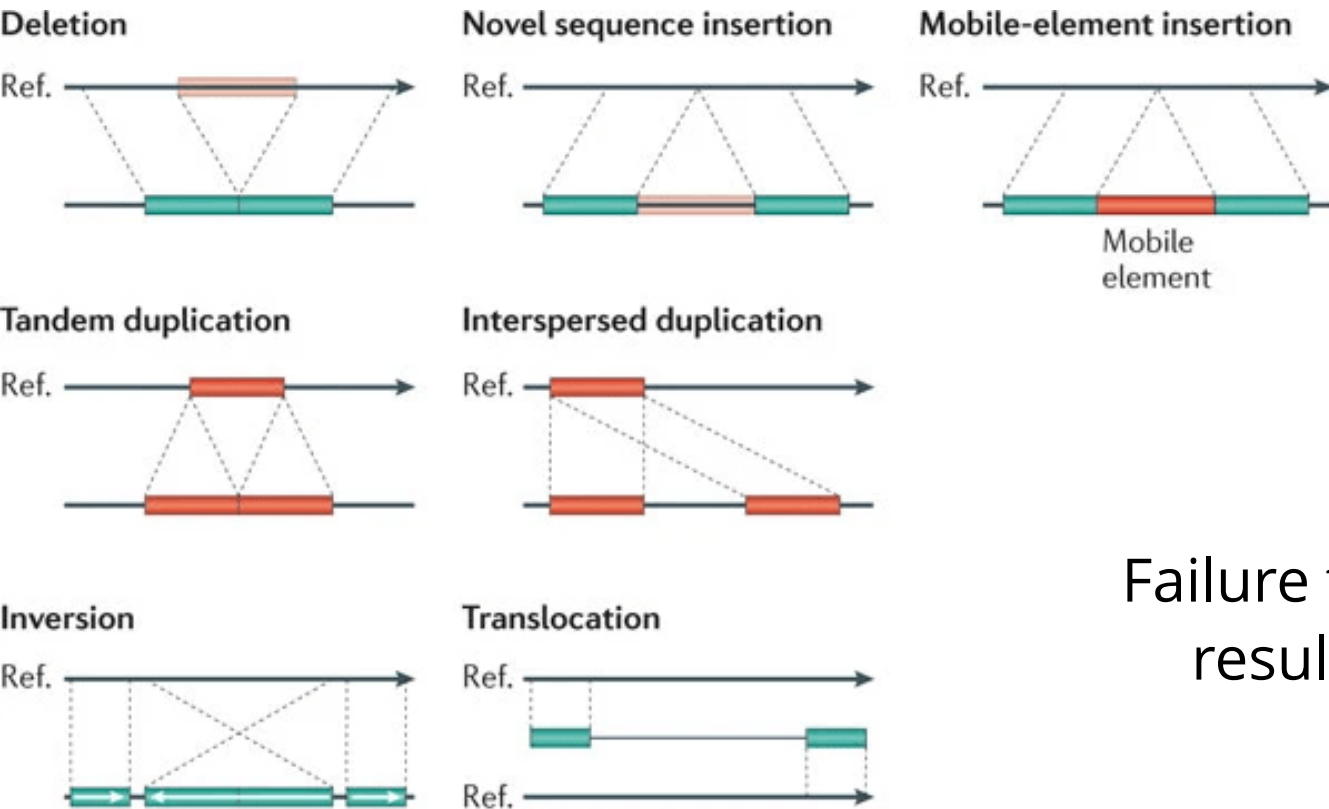 Deletion
Ref.
Novel sequence insertion
Ref.
Mobile-element insertion
Ref.
Mobile
element
Tandem duplication
Ref.
Interspersed duplication
Ref.
Inversion
Ref.
Translocation
Ref.
Ref.
Failure
resul